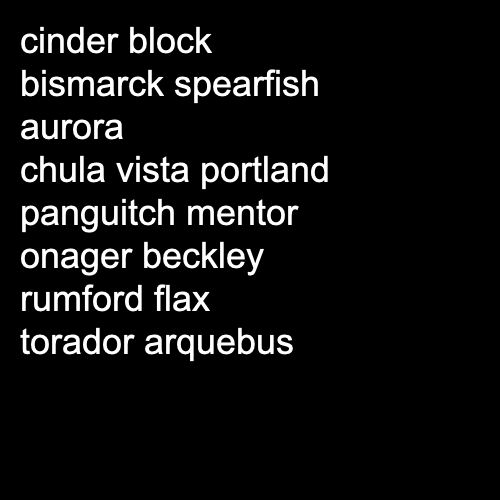 cinder block
bismarck spearfish
aurora
chula vista portland
panguitch mentor
onager beckley
rumford flax
torador arquebus